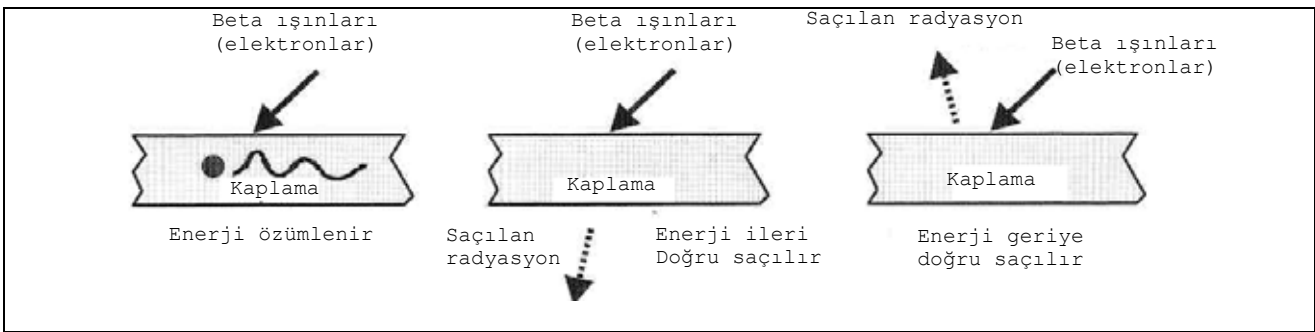 Beta ışınları
(elektronlar)
Kaplama
Enerji özümlenir
Beta ışınları
(elektronlar)
Kaplama
Saçılan
radyasyon
Enerji ileri
Doğru saçılır
Saçılan radyasyon
Beta ışınları
(elektronlar)
Kaplama
Enerji geriye
doğru saçılır